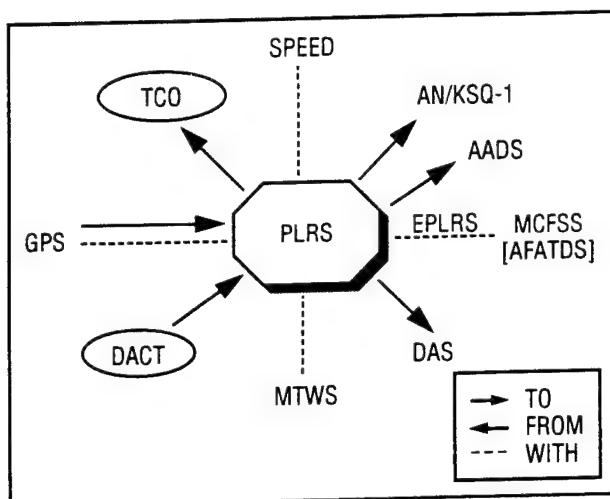 SPEED
TCO
AN/KSQ-1
AADS
GPS
PLRS
EPLRS
MCFSS
[AFATDS]
DACT
DAS
MTWS
TO
FROM
WITH